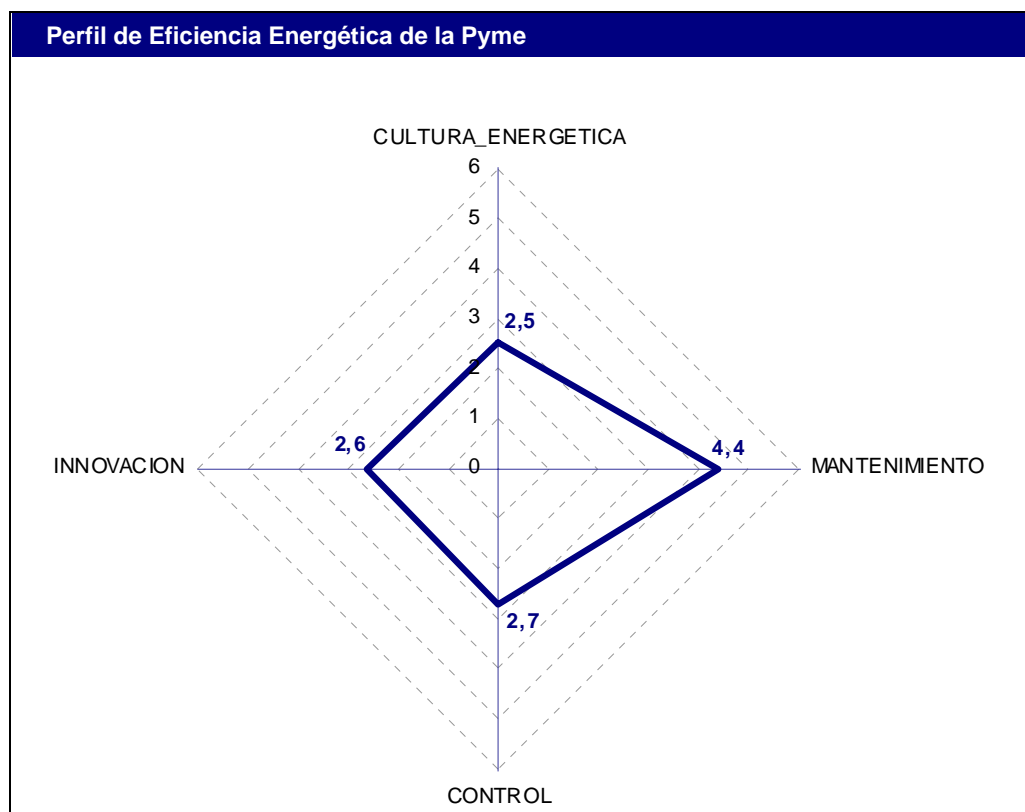 Perfil de Eficiencia Energética de la Pyme
CULTURA_ENERGETICA
6
5
4
3
2,5
2
1
2,6
4,4
INNOVACION
0
MANTENIMIENTO
2,7
CONTROL